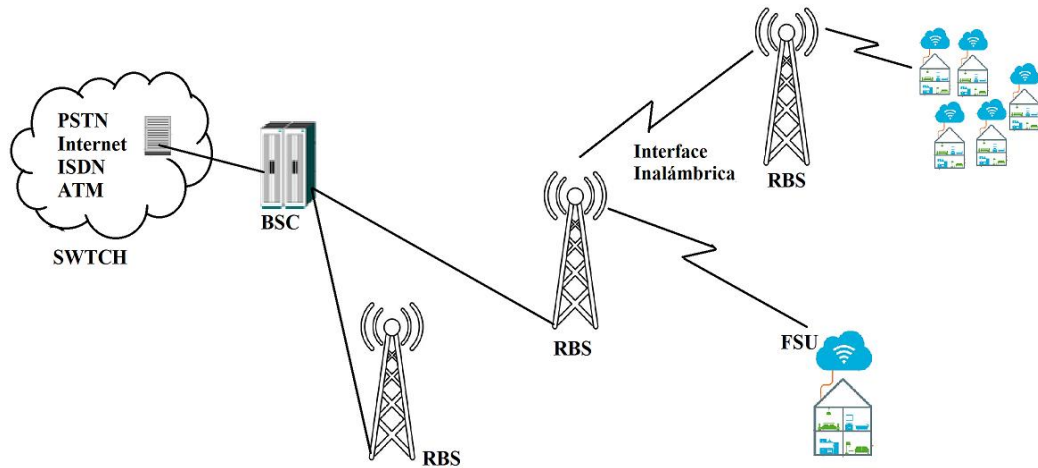 PSTN
Internet
ISDN
ATM
SWTCH
BSC
RBS
RBS
Interface
Inalámbrica
RBS
FSU